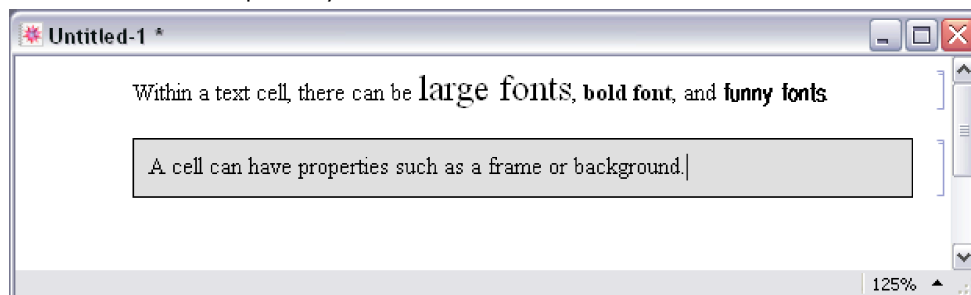 Untitled-1 *
Within a text cell, there can be large fonts, bold font, and funny fonts.
A cell can have properties such as a frame or background.
125%